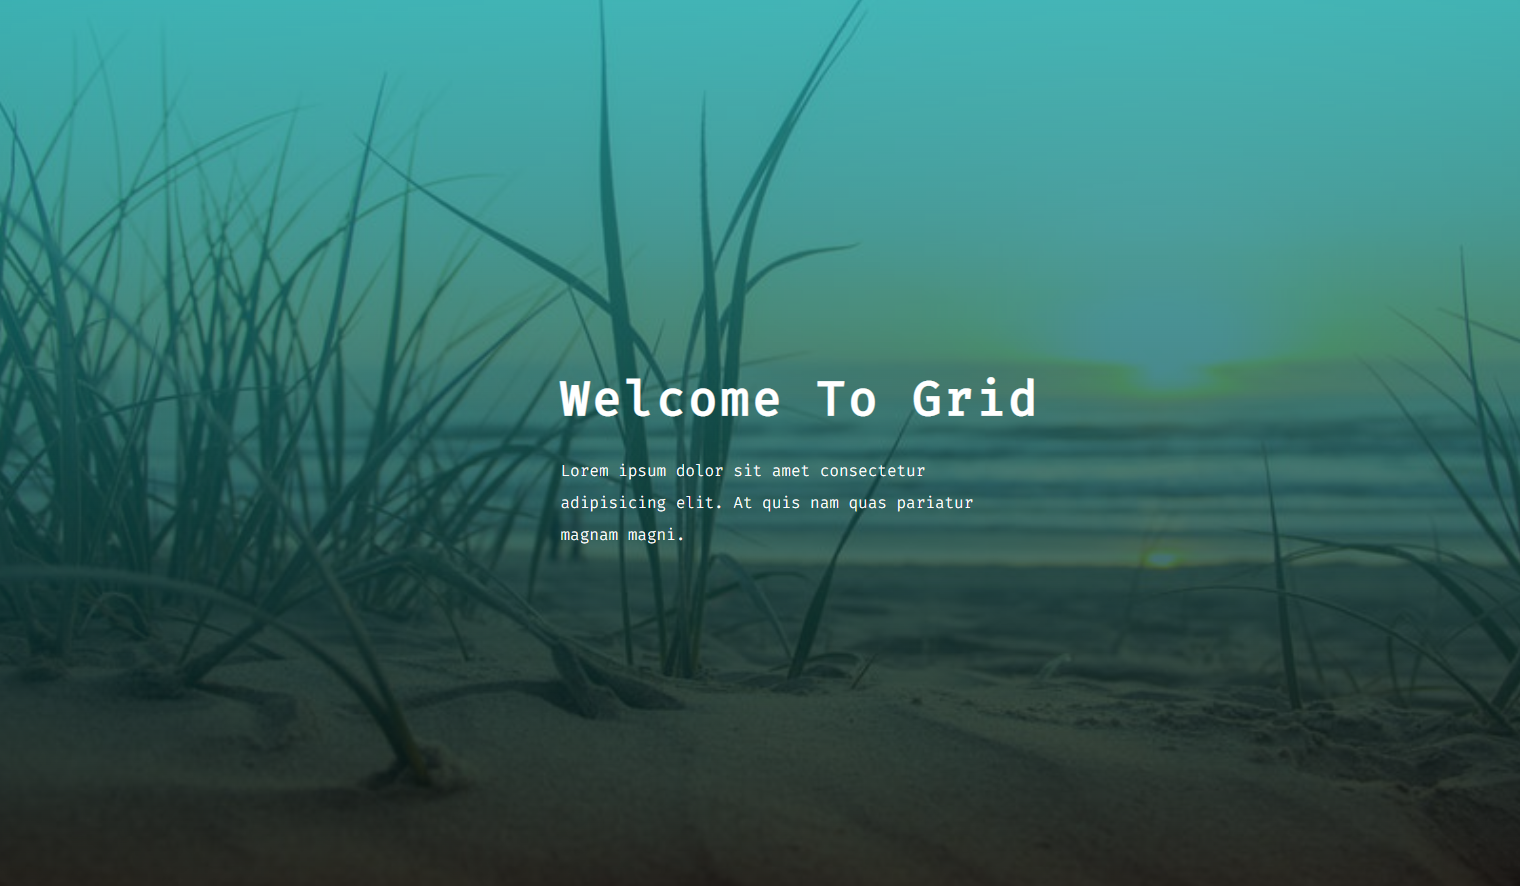 Welcome To Grid
Lorem ipsum dolor sit amet consectetur
adipisicing elit. At quis nam quas pariatur
magnam magni.